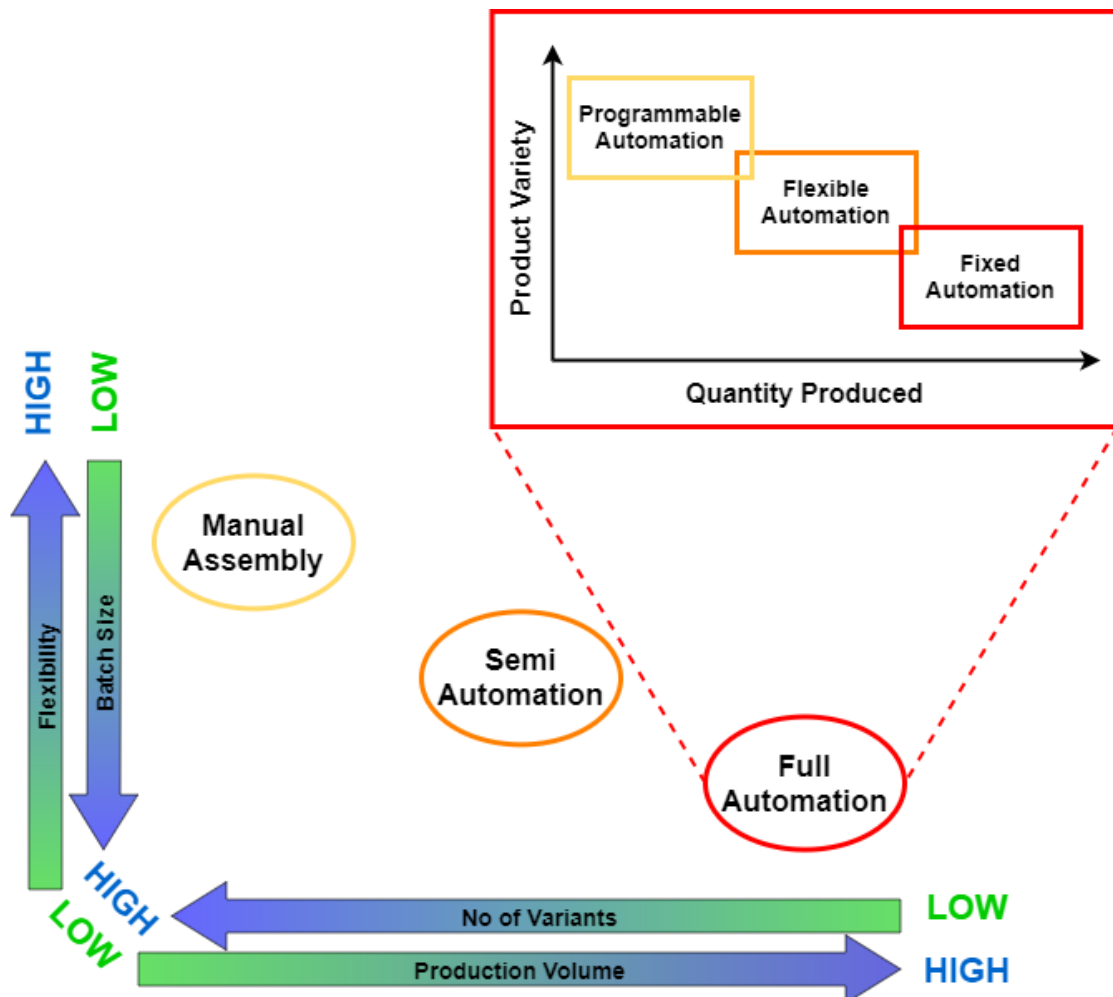 Programmable
Automation
Flexible
Automation
Fixed
Automation
Product Variety
Quantity Produced
HIGH
LOW
Flexibility
Batch Size
Manual
Assembly
Semi
Automation
Full
Automation
HIGH
LOW
No of Variants
LOW
Production Volume
HIGH